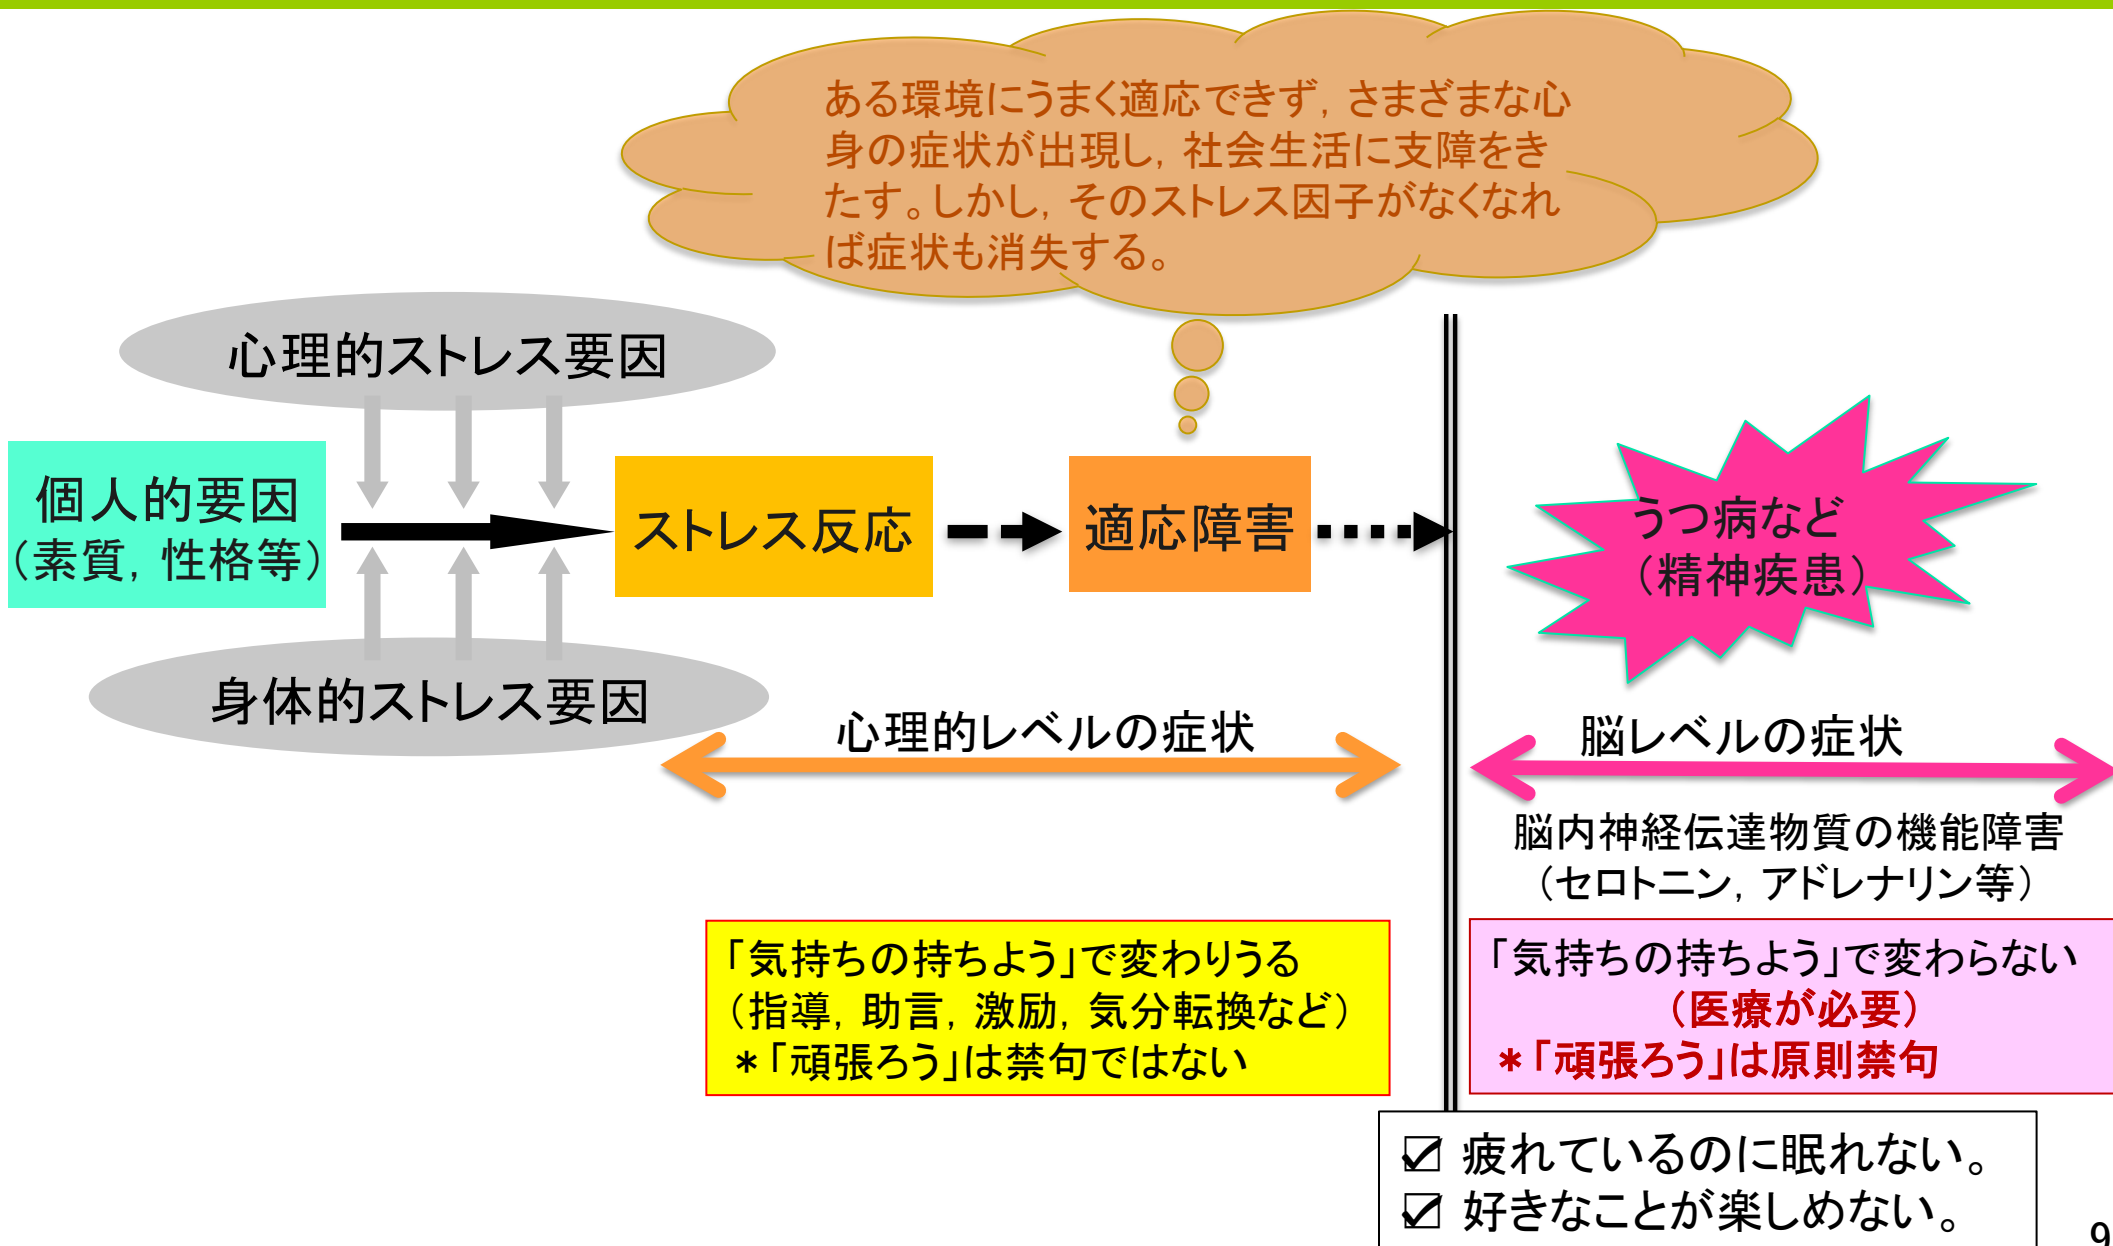 ある環境にうまく適応できず，さまざまな心
身の症状が出現し，社会生活に支障をき
たす。しかし，そのストレス因子がなくなれ
ば症状も消失する。
心理的ストレス要因
個人的要因
（素質，性格等）
ストレス反応
適応障害
うつ病など
（精神疾患）
身体的ストレス要因
心理的レベルの症状
脳レベルの症状
脳内神経伝達物質の機能障害
（セロトニン，アドレナリン等）
「気持ちの持ちよう」で変わりうる
（指導，助言，激励，気分転換など）
＊「頑張ろう」は禁句ではない
「気持ちの持ちよう」で変わらない
（医療が必要）
＊「頑張ろう」は原則禁句
☑ 疲れているのに眠れない。
☑ 好きなことが楽しめない。
9